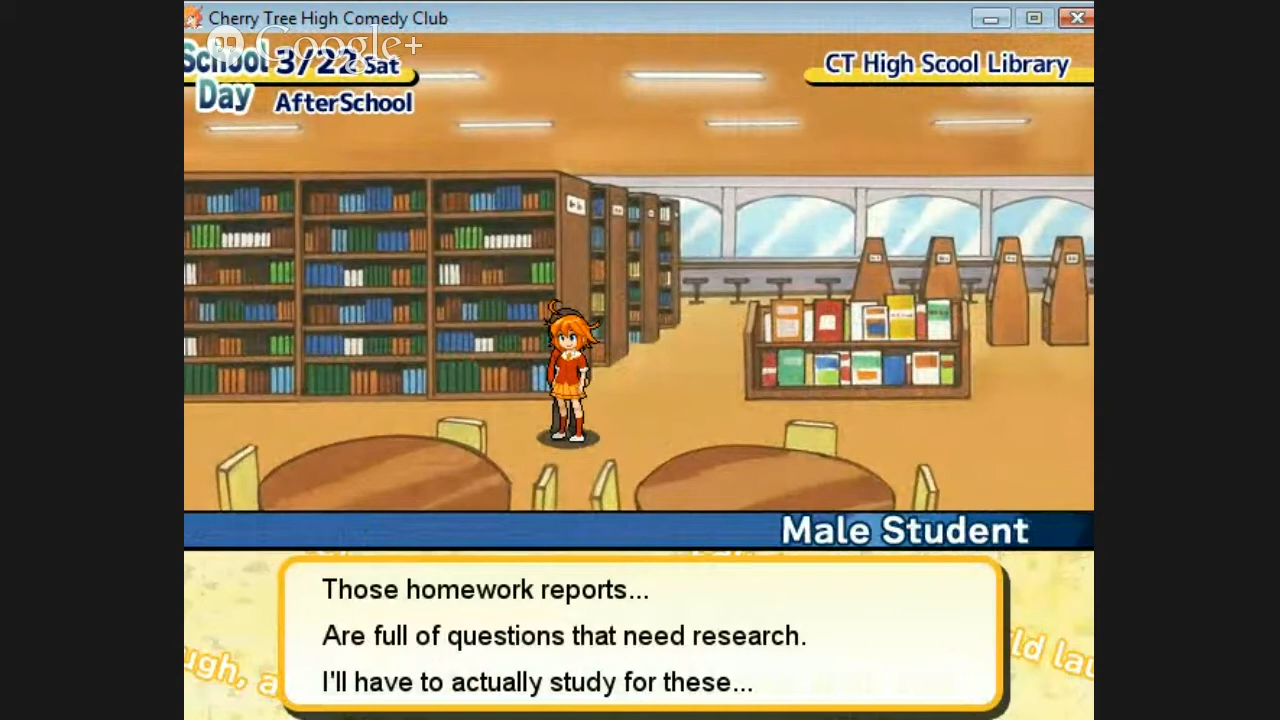 Cherry Tree High Comedy Club
Google+
School
Day
3/22 Sat
AfterSchool
CT High Scool Library
Male Student
Those homework reports...
Are full of questions that need research.
I'll have to actually study for these...